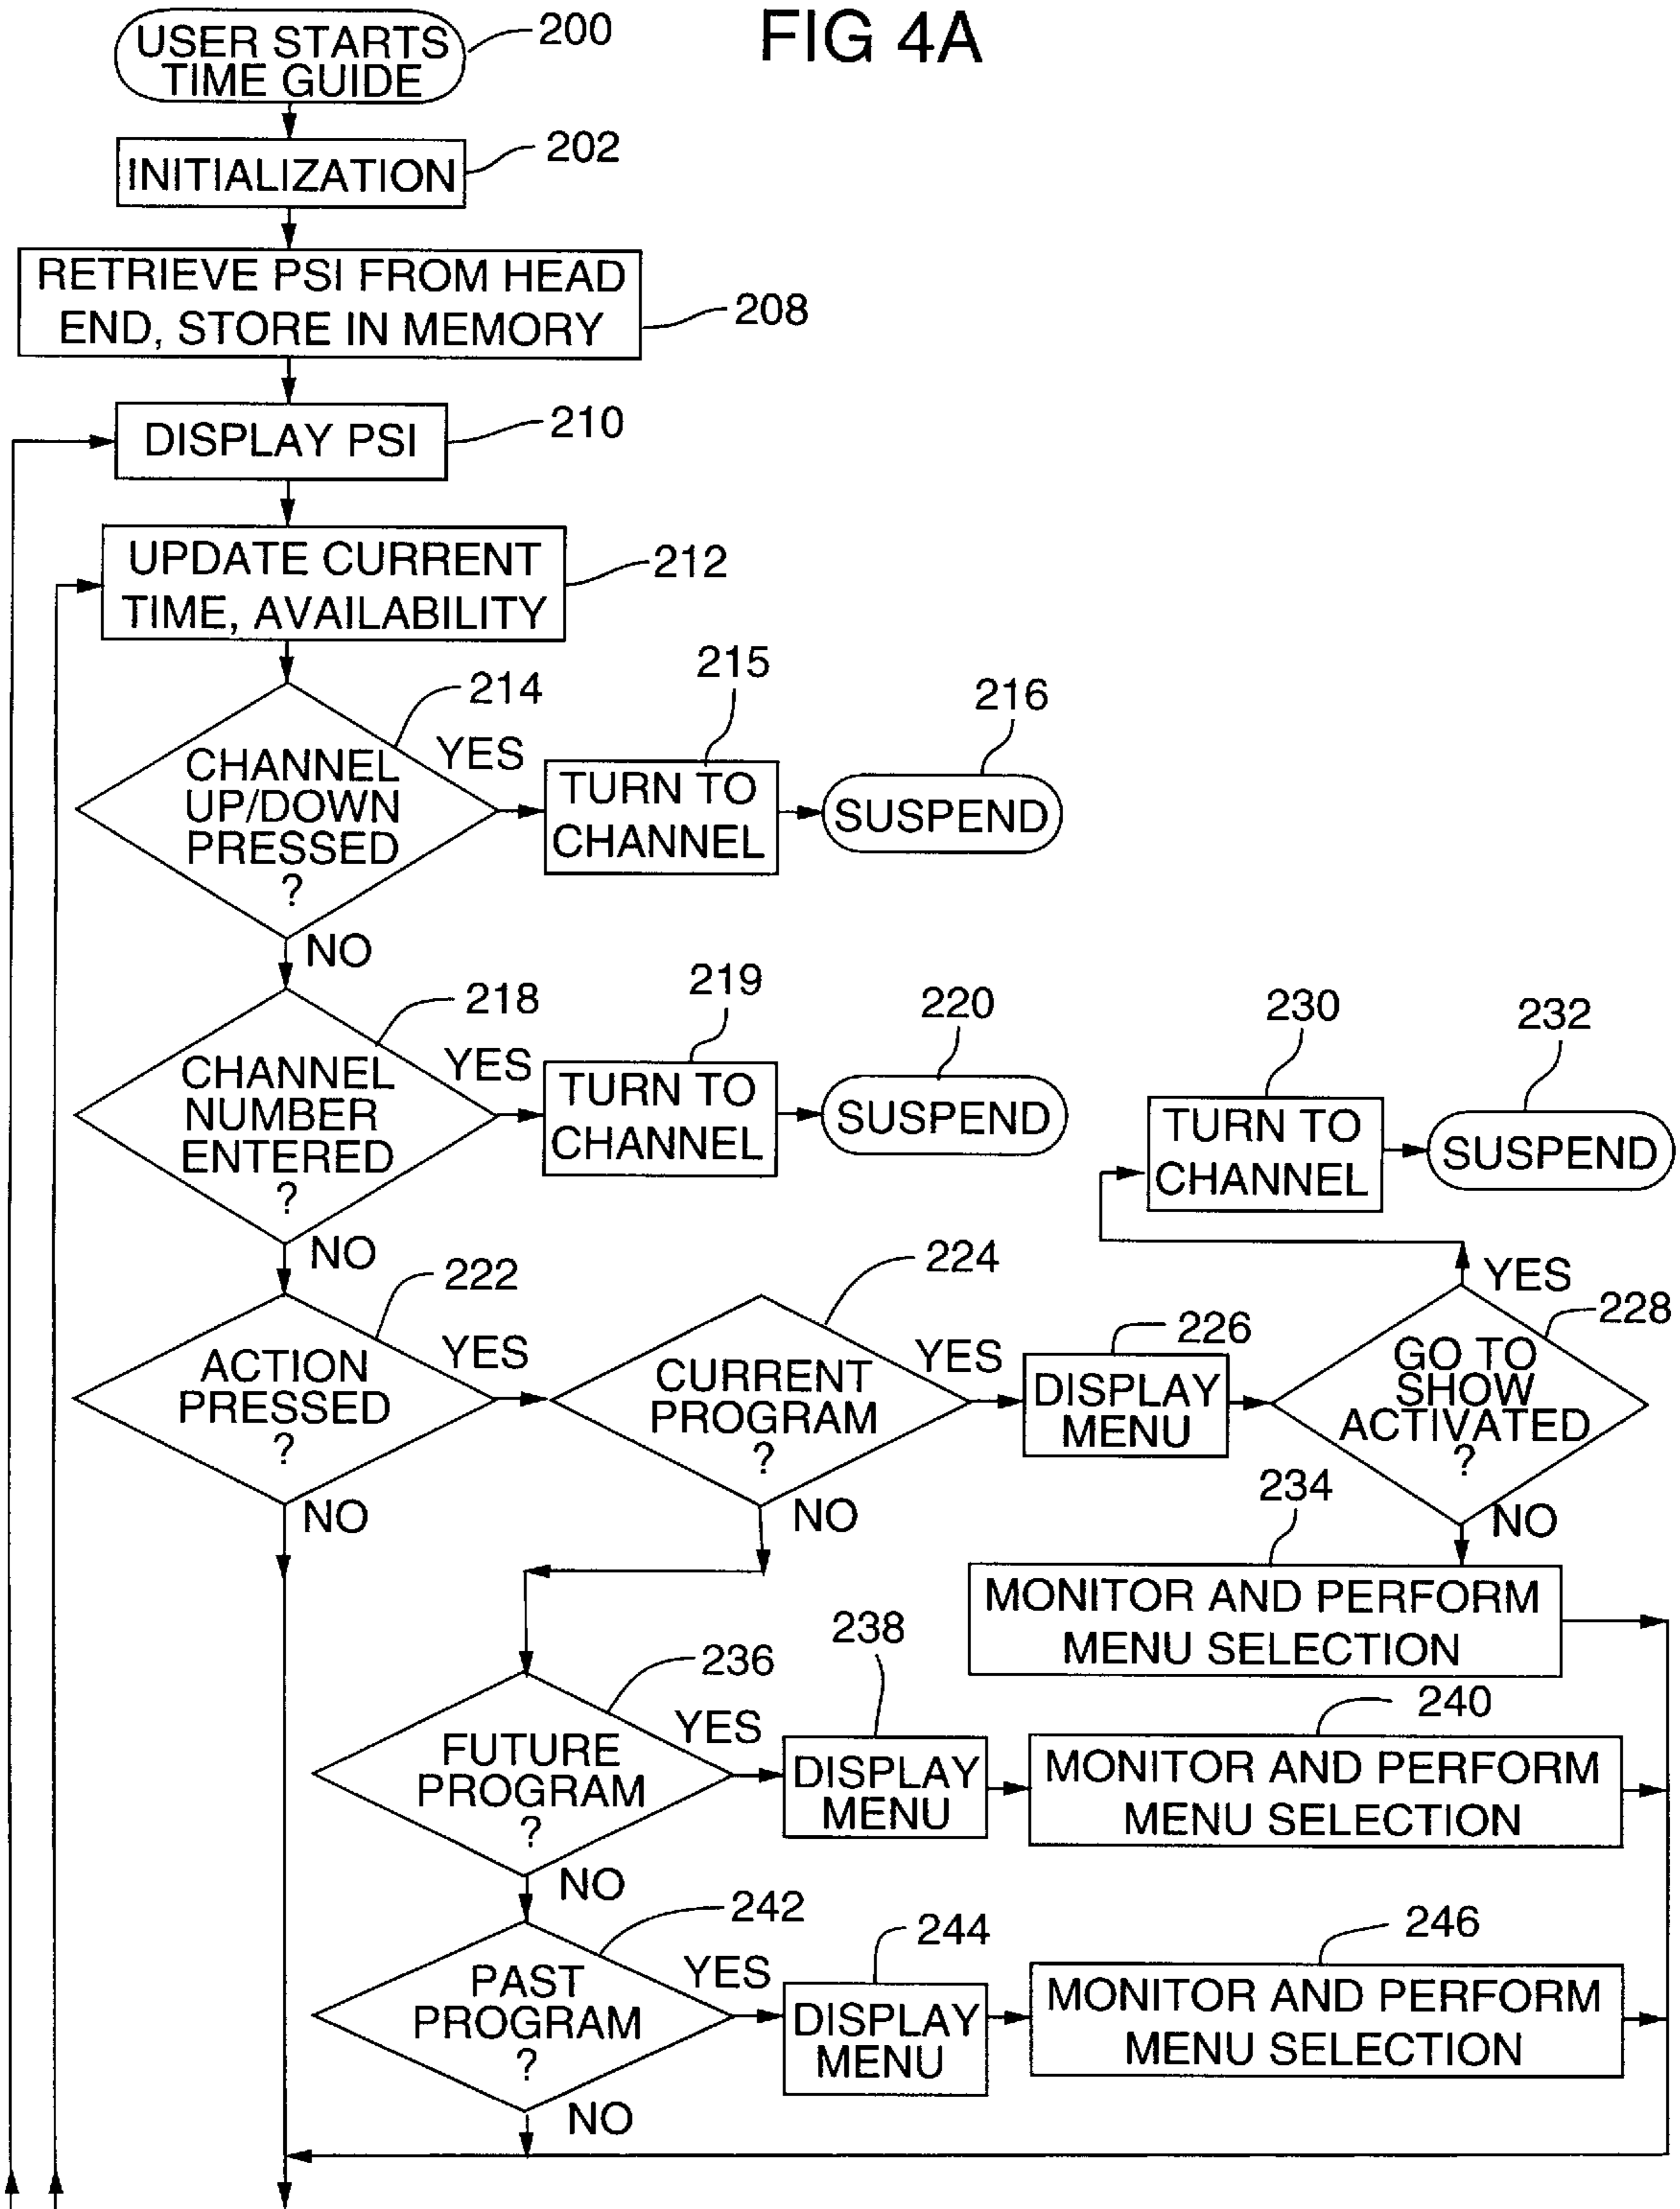 FIG 4A
USER STARTS
TIME GUIDE
200
INITIALIZATION
202
RETRIEVE PSI FROM HEAD
END, STORE IN MEMORY
208
DISPLAY PSI
210
UPDATE CURRENT
TIME, AVAILABILITY
212
214
CHANNEL
UP/DOWN
PRESSED
?
YES
NO
215
TURN TO
CHANNEL
216
SUSPEND
218
CHANNEL
NUMBER
ENTERED
?
YES
NO
219
TURN TO
CHANNEL
220
SUSPEND
222
ACTION
PRESSED
?
YES
NO
224
CURRENT
PROGRAM
?
YES
NO
226
DISPLAY
MENU
228
GO TO
SHOW
ACTIVATED
?
YES
NO
230
TURN TO
CHANNEL
232
SUSPEND
234
MONITOR AND PERFORM
MENU SELECTION
236
FUTURE
PROGRAM
?
YES
NO
238
DISPLAY
MENU
240
MONITOR AND PERFORM
MENU SELECTION
242
PAST
PROGRAM
?
YES
NO
244
DISPLAY
MENU
246
MONITOR AND PERFORM
MENU SELECTION